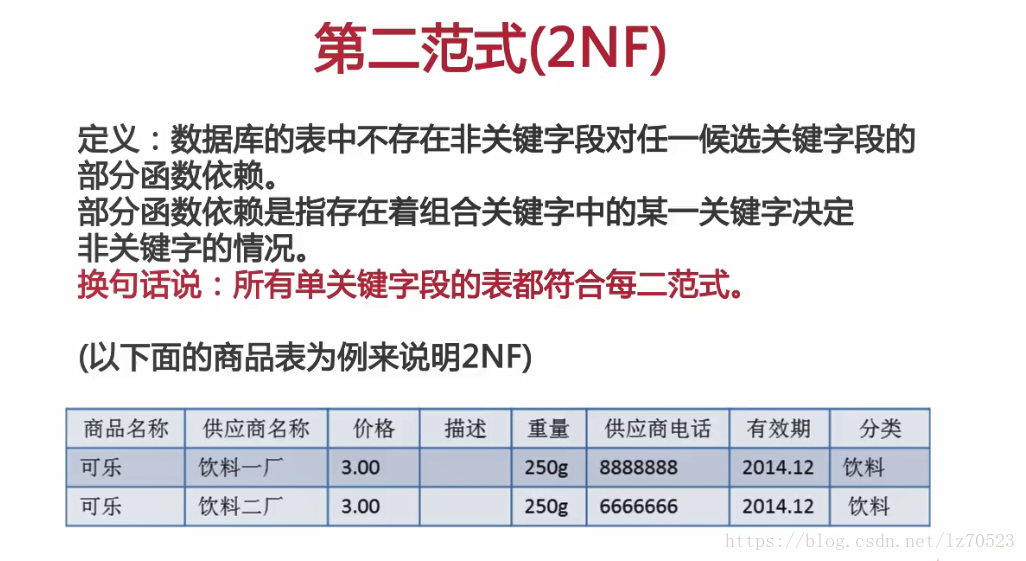 第二范式(2NF)
定义：数据库的表中不存在非关键字段对任一候选关键字段的
部分函数依赖。
部分函数依赖是指存在着组合关键字中的某一关键字决定
非关键字的情况。
换句话说：所有单关键字段的表都符合每二范式。
(以下面的商品表为例来说明2NF)
商品名称 供应商名称 价格 描述 重量 供应商电话 有效期 分类
可乐 饮料一厂 3.00 250g 8888888 2014.12 饮料
可乐 饮料二厂 3.00 250g 6666666 2014.12 饮料
https://blog.csdn.net/lz70523